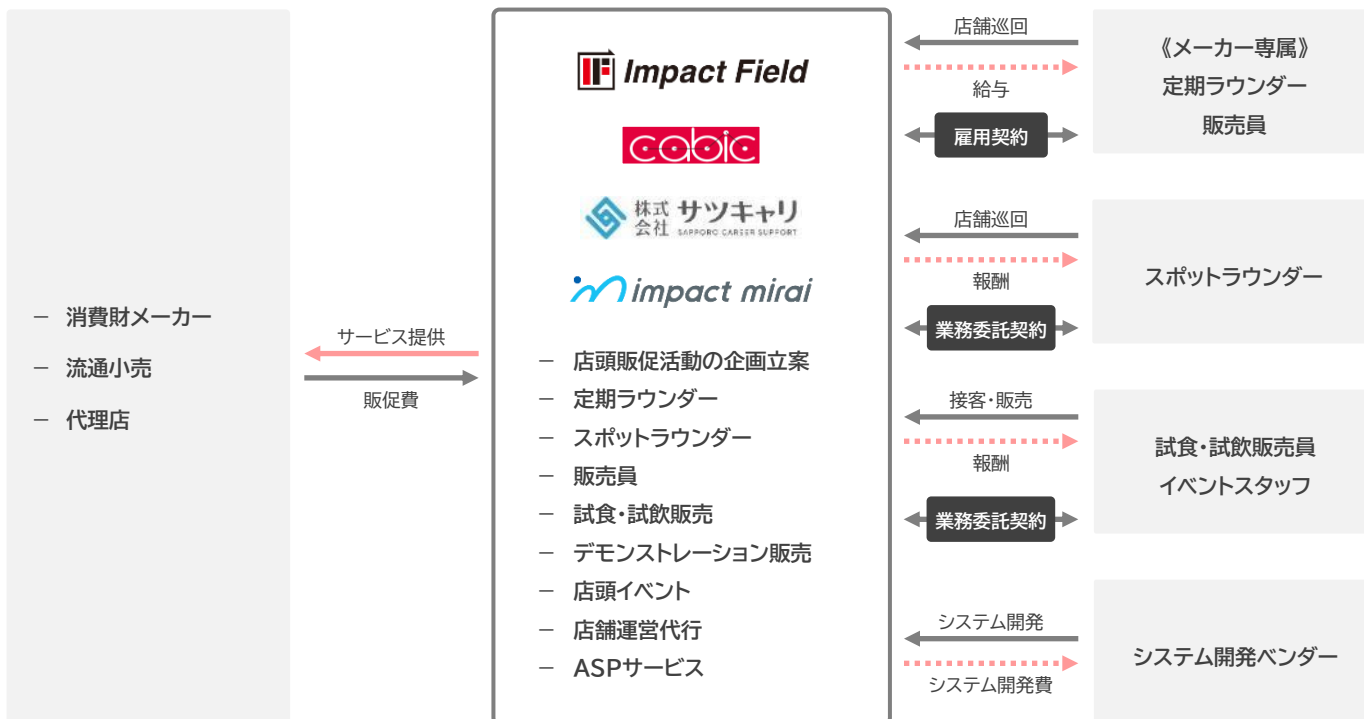 － 消費財メーカー
－ 流通小売
－ 代理店
サービス提供
販促費
IF Impact Field
cabic
株式会社 サツキャリ
SAPPORO CAREER SUPPORT
impact mirai
－ 店頭販促活動の企画立案
－ 定期ラウンダー
－ スポットラウンダー
－ 販売員
－ 試食・試飲販売
－ デモンストレーション販売
－ 店頭イベント
－ 店舗運営代行
－ ASPサービス
店舗巡回
給与
雇用契約
《メーカー専属》
定期ラウンダー
販売員
店舗巡回
報酬
業務委託契約
スポットラウンダー
接客・販売
報酬
業務委託契約
試食・試飲販売員
イベントスタッフ
システム開発
システム開発費
システム開発ベンダー